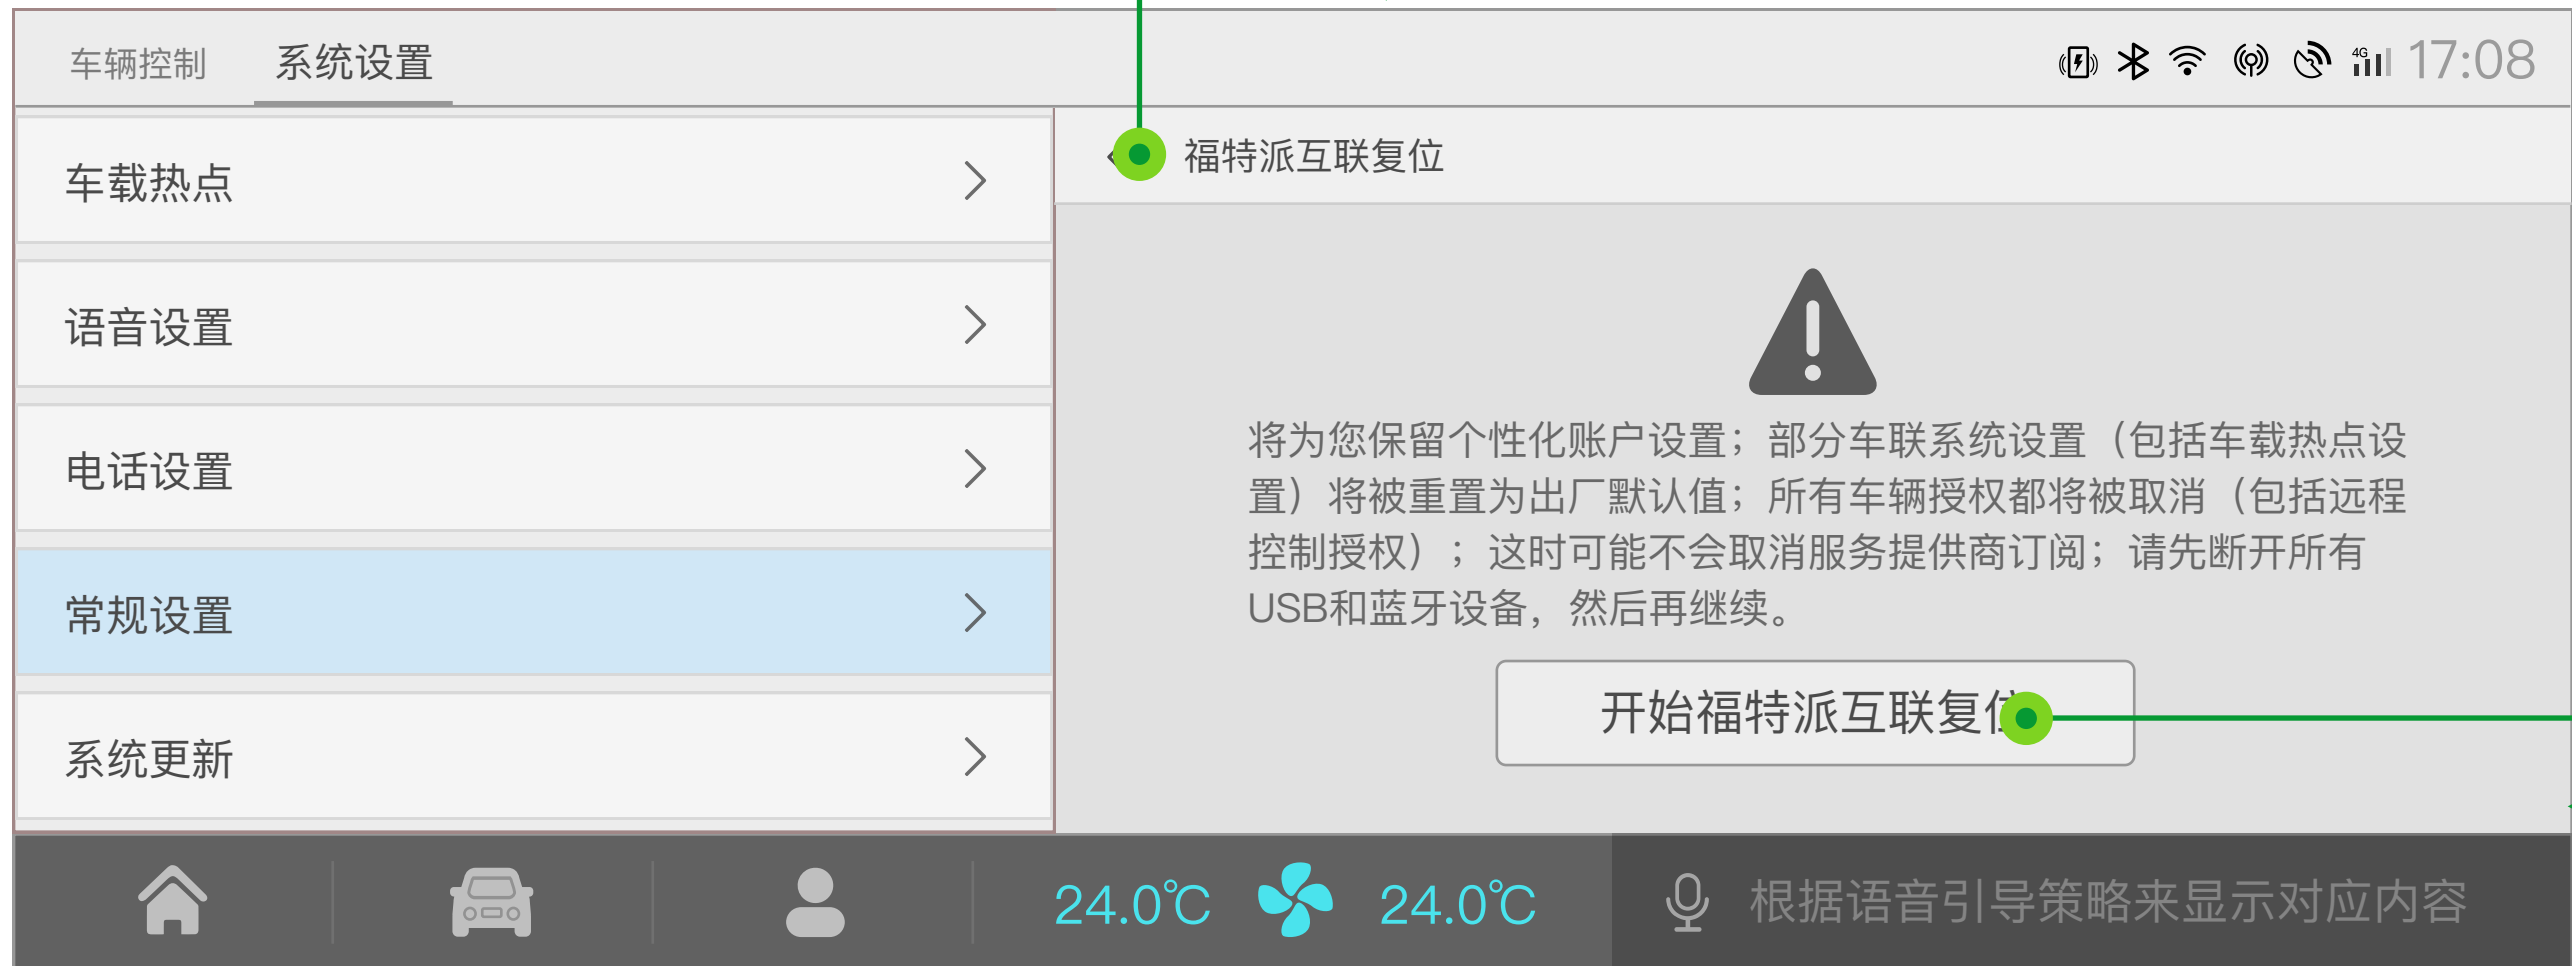 车辆控制 系统设置 4G 17:08
车载热点
语音设置
电话设置
常规设置
系统更新
福特派互联复位
将为您保留个性化账户设置；部分车联系统设置（包括车载热点设
置）将被重置为出厂默认值；所有车辆授权都将被取消（包括远程
控制授权）；这时可能不会取消服务提供商订阅；请先断开所有
USB和蓝牙设备，然后再继续。
开始福特派互联复位
24.0℃ 24.0℃ 根据语音引导策略来显示对应内容